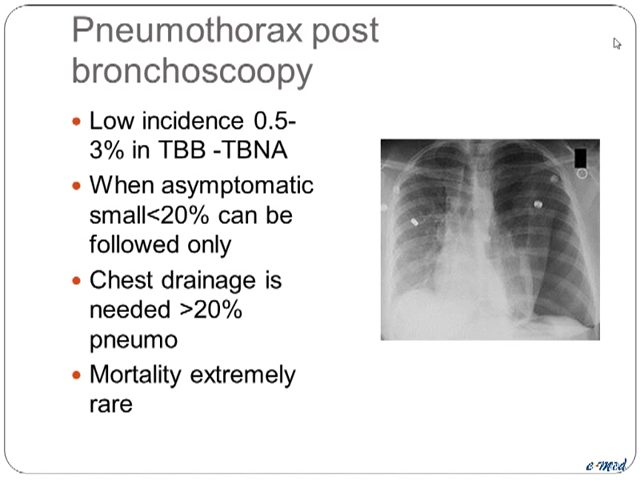 Pneumothorax post
bronchoscoopy
• Low incidence 0.5-
3% in TBB -TBNA
• When asymptomatic
small<20% can be
followed only
• Chest drainage is
needed >20%
pneumo
• Mortality extremely
rare
e-Med